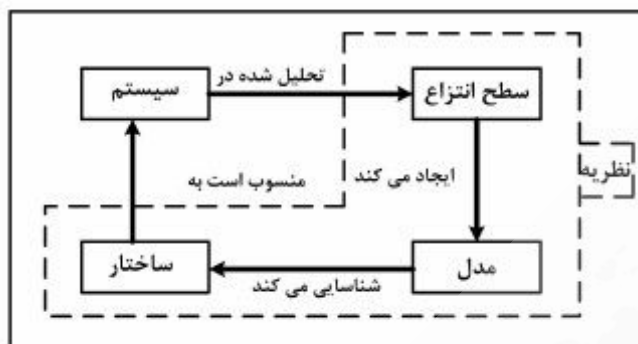 سیستم
تحلیل شده در
سطح انتزاع
نظریه
منسوب است به
ایجاد می کند
ساختار
شناسایی می کند
مدل